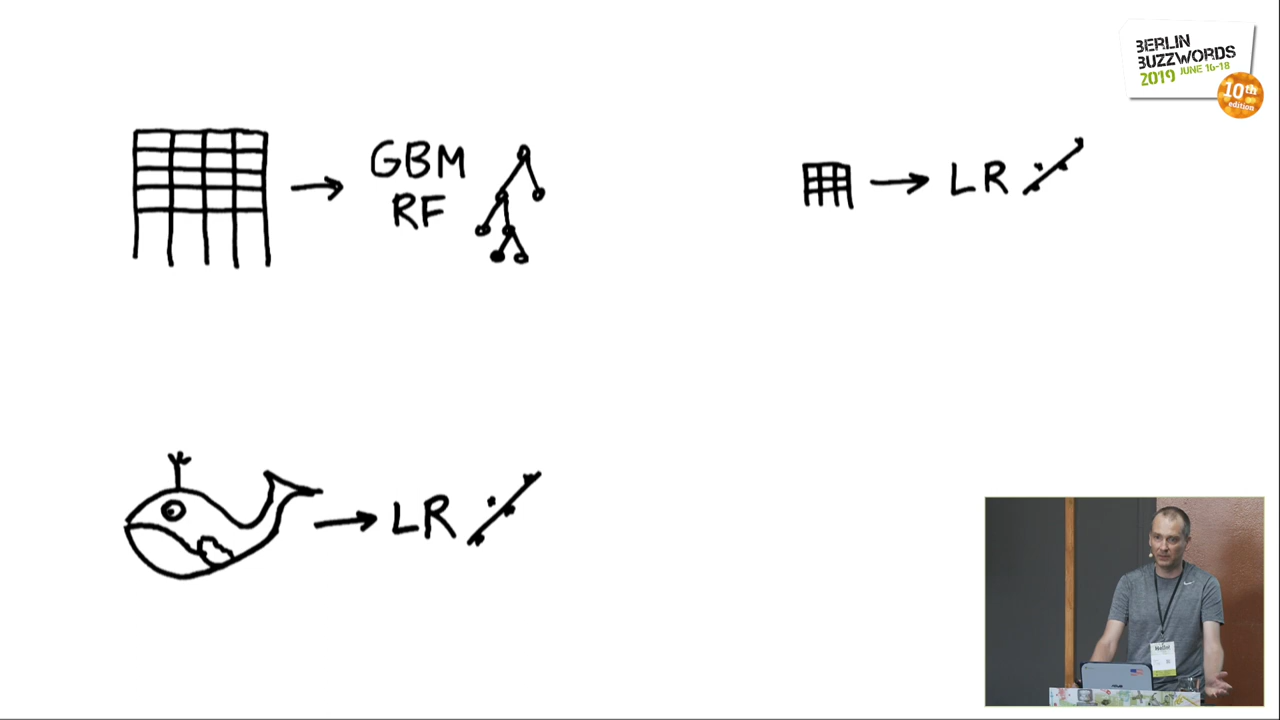 BERLIN
BUZZWORDS
2019 JUNE 16-18
10th
edition
GBM
RF
LR
LR